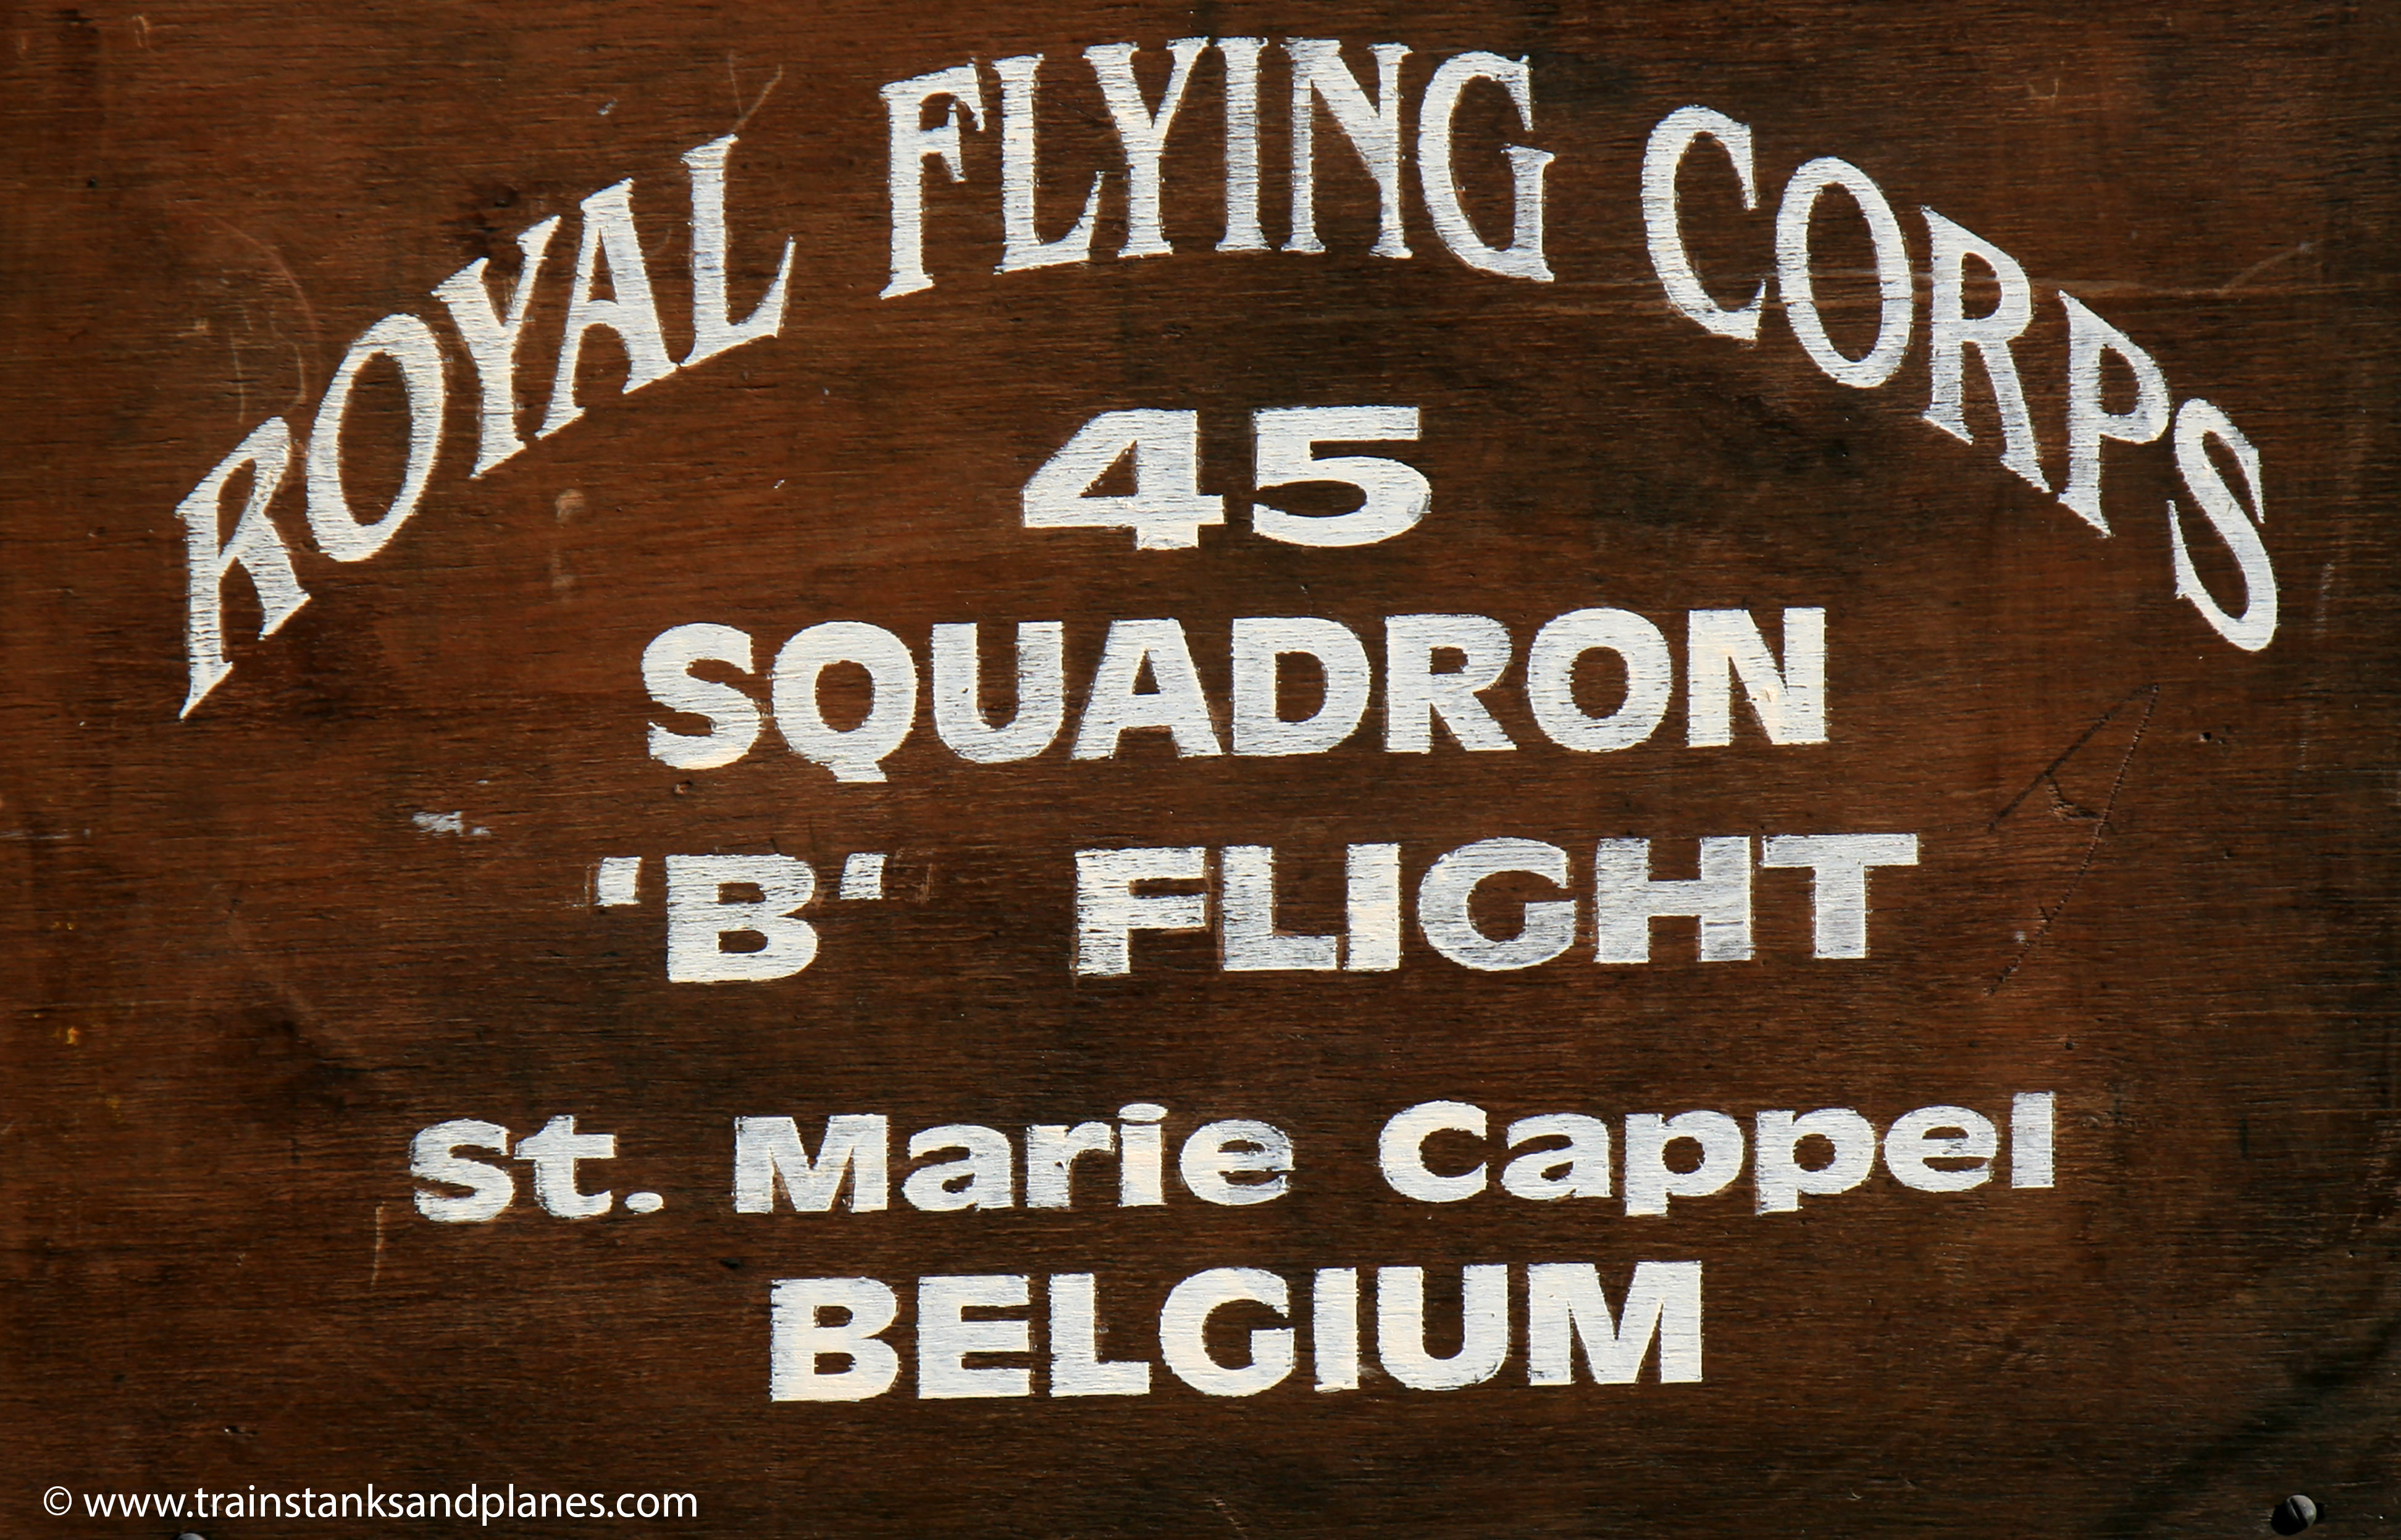 ROYAL FLYING CORPS
45
SQUADRON
'B' FLIGHT
St. Marie Cappel
BELGIUM
© www.trainstanksandplanes.com